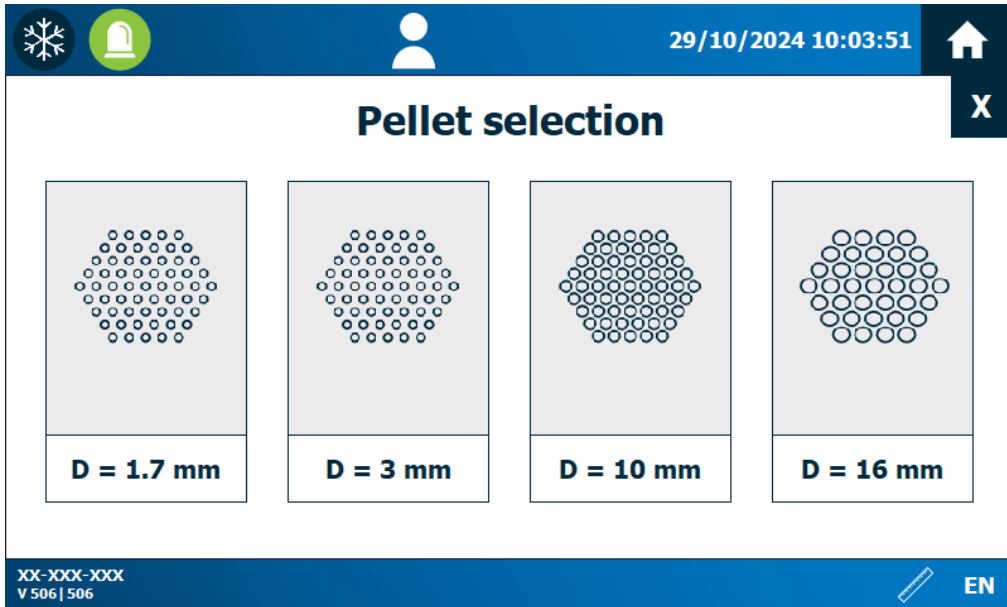 29/10/2024 10:03:51
X
Pellet selection
D = 1.7 mm
D = 3 mm
D = 10 mm
D = 16 mm
XX-XXX-XXX
V 506|506
EN